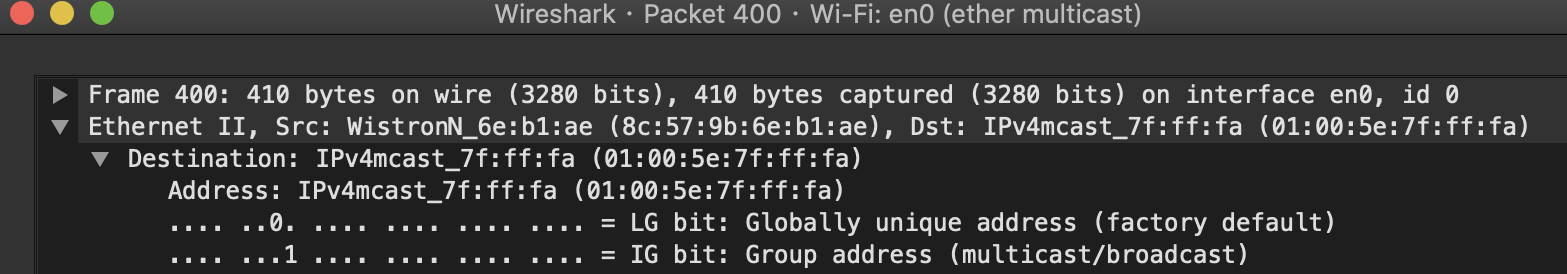 Wireshark · Packet 400 · Wi-Fi: en0 (ether multicast)
Frame 400: 410 bytes on wire (3280 bits), 410 bytes captured (3280 bits) on interface en0, id 0
Ethernet II, Src: WistronN_6e:b1:ae (8c:57:9b:6e:b1:ae), Dst: IPv4mcast_7f:ff:fa (01:00:5e:7f:ff:fa)
Destination: IPv4mcast_7f:ff:fa (01:00:5e:7f:ff:fa)
Address: IPv4mcast_7f:ff:fa (01:00:5e:7f:ff:fa)
.... ..0. .... .... .... .... = LG bit: Globally unique address (factory default)
.... ...1 .... .... .... .... = IG bit: Group address (multicast/broadcast)